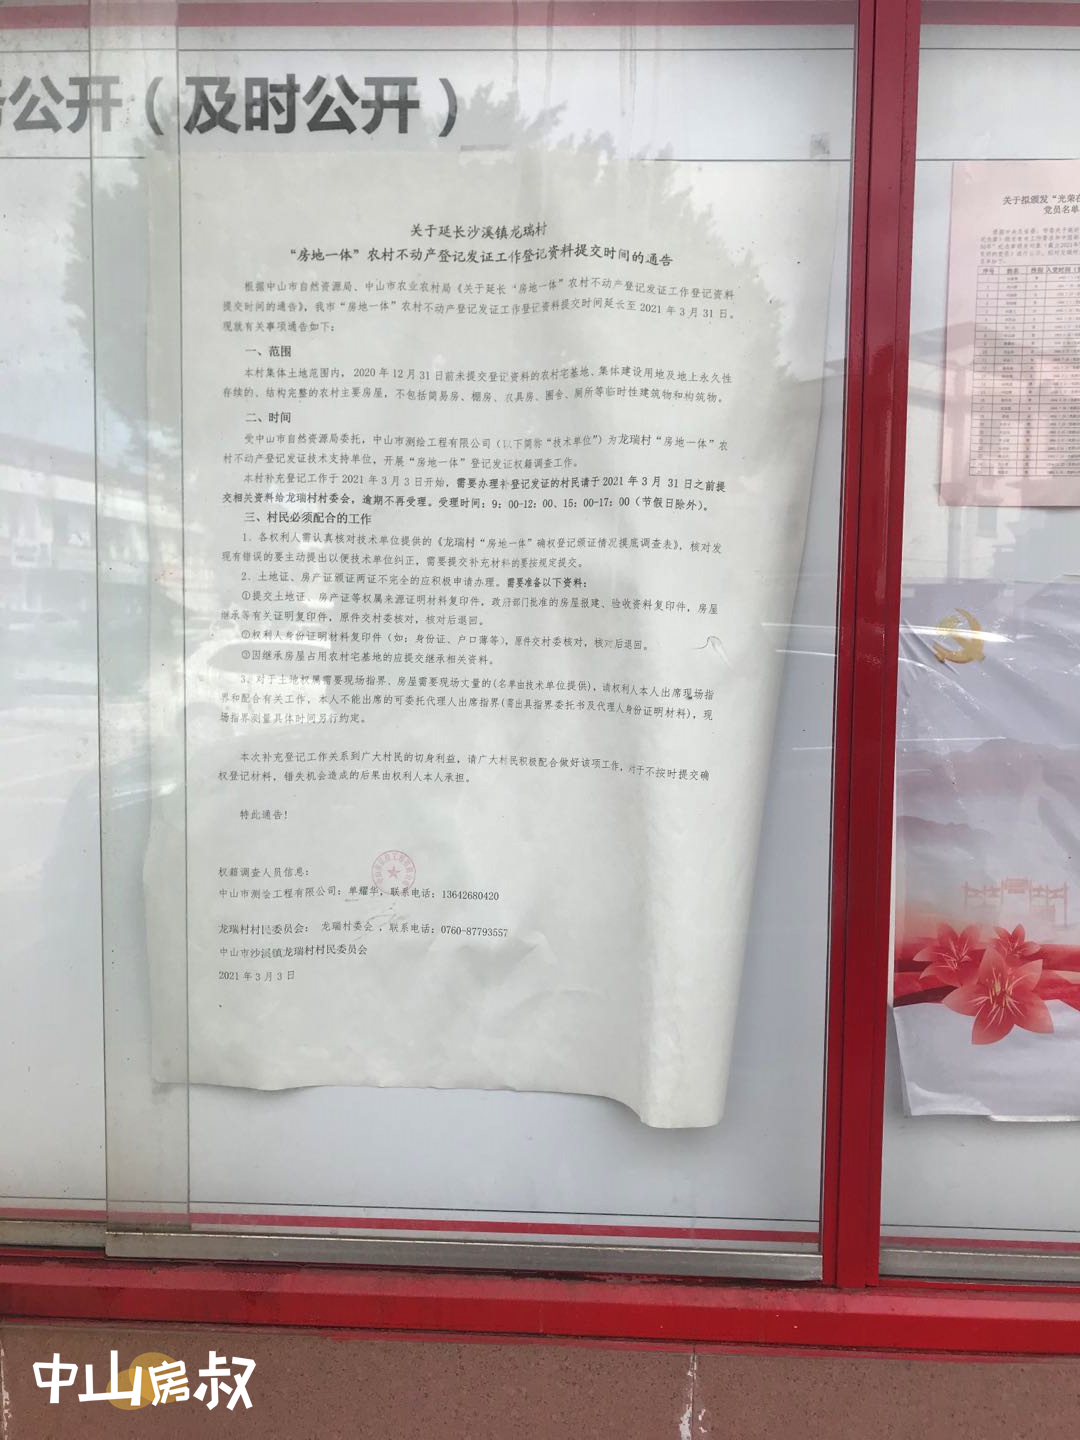 公开（及时公开）
关于延长沙溪镇龙瑞村
“房地一体”农村不动产登记发证工作登记资料提交时间的通告
根据中山市自然资源局、中山市农业农村局《关于延长“房地一体”农村不动产登记发证工作登记资料
提交时间的通告》，我市“房地一体”农村不动产登记发证工作登记资料提交时间延长至2021年3月31日。
现就有关事项通告如下：
一、范围
本村集体土地范围内，2020年12月31日前未提交登记资料的农村宅基地、集体建设用地及地上永久性
存续的、结构完整的农村主要房屋，不包括简易房、棚房、农具房、圈舍、厕所等临时性建筑物和构筑物。
二、时间
受中山市自然资源局委托，中山市测绘工程有限公司（以下简称“技术单位”）为龙瑞村“房地一体”农
村不动产登记发证技术支持单位，开展“房地一体”登记发证权籍调查工作。
本村补充登记工作于2021年3月3日开始，需要办理补登记发证的村民请于2021年3月 31日之前提
交相关资料给龙瑞村村委会，逾期不再受理。受理时间：9：00-12：00、15：00-17：00（节假日除外）。
三、村民必须配合的工作
1．各权利人需认真核对技术单位提供的《龙瑞村“房地一体”确权登记颁证情况摸底调查表》，核对发
现有错误的要主动提出以便技术单位纠正，需要提交补充材料的要按规定提交。
2．土地证、房产证颁证两证不完全的应积极申请办理。需要准备以下资料：
①提交土地证、房产证等权属来源证明材料复印件，政府部门批准的房屋报建、验收资料复印件，房屋
继承等有关证明复印件，原件交村委核对，核对后退回。
②权利人身份证明材料复印件（如：身份证、户口薄等），原件交村委核对，核对后退回。
③因继承房屋占用农村宅基地的应提交继承相关资料。
3．对于土地权属需要现场指界、房屋需要现场丈量的(名单由技术单位提供)，请权利人本人出席现场指
界和配合有关工作，本人不能出席的可委托代理人出席指界(需出具指界委托书及代理人身份证明材料)，现
场指界测量具体时间另行约定。
本次补充登记工作关系到广大村民的切身利益，请广大村民积极配合做好该项工作，对于不按时提交确
权登记材料，错失机会造成的后果由权利人本人承担。
特此通告！
权籍调查人员信息：
中山市测绘工程有限公司：单耀华，联系电话：13642680420
龙瑞村村民委员会： 龙瑞村委会 ，联系电话：0760-87793557
中山市沙溪镇龙瑞村村民委员会
2021年3月3日
关于拟颁发“光荣在
党员名单
序号 姓名 性别 入党时间
中山房叔